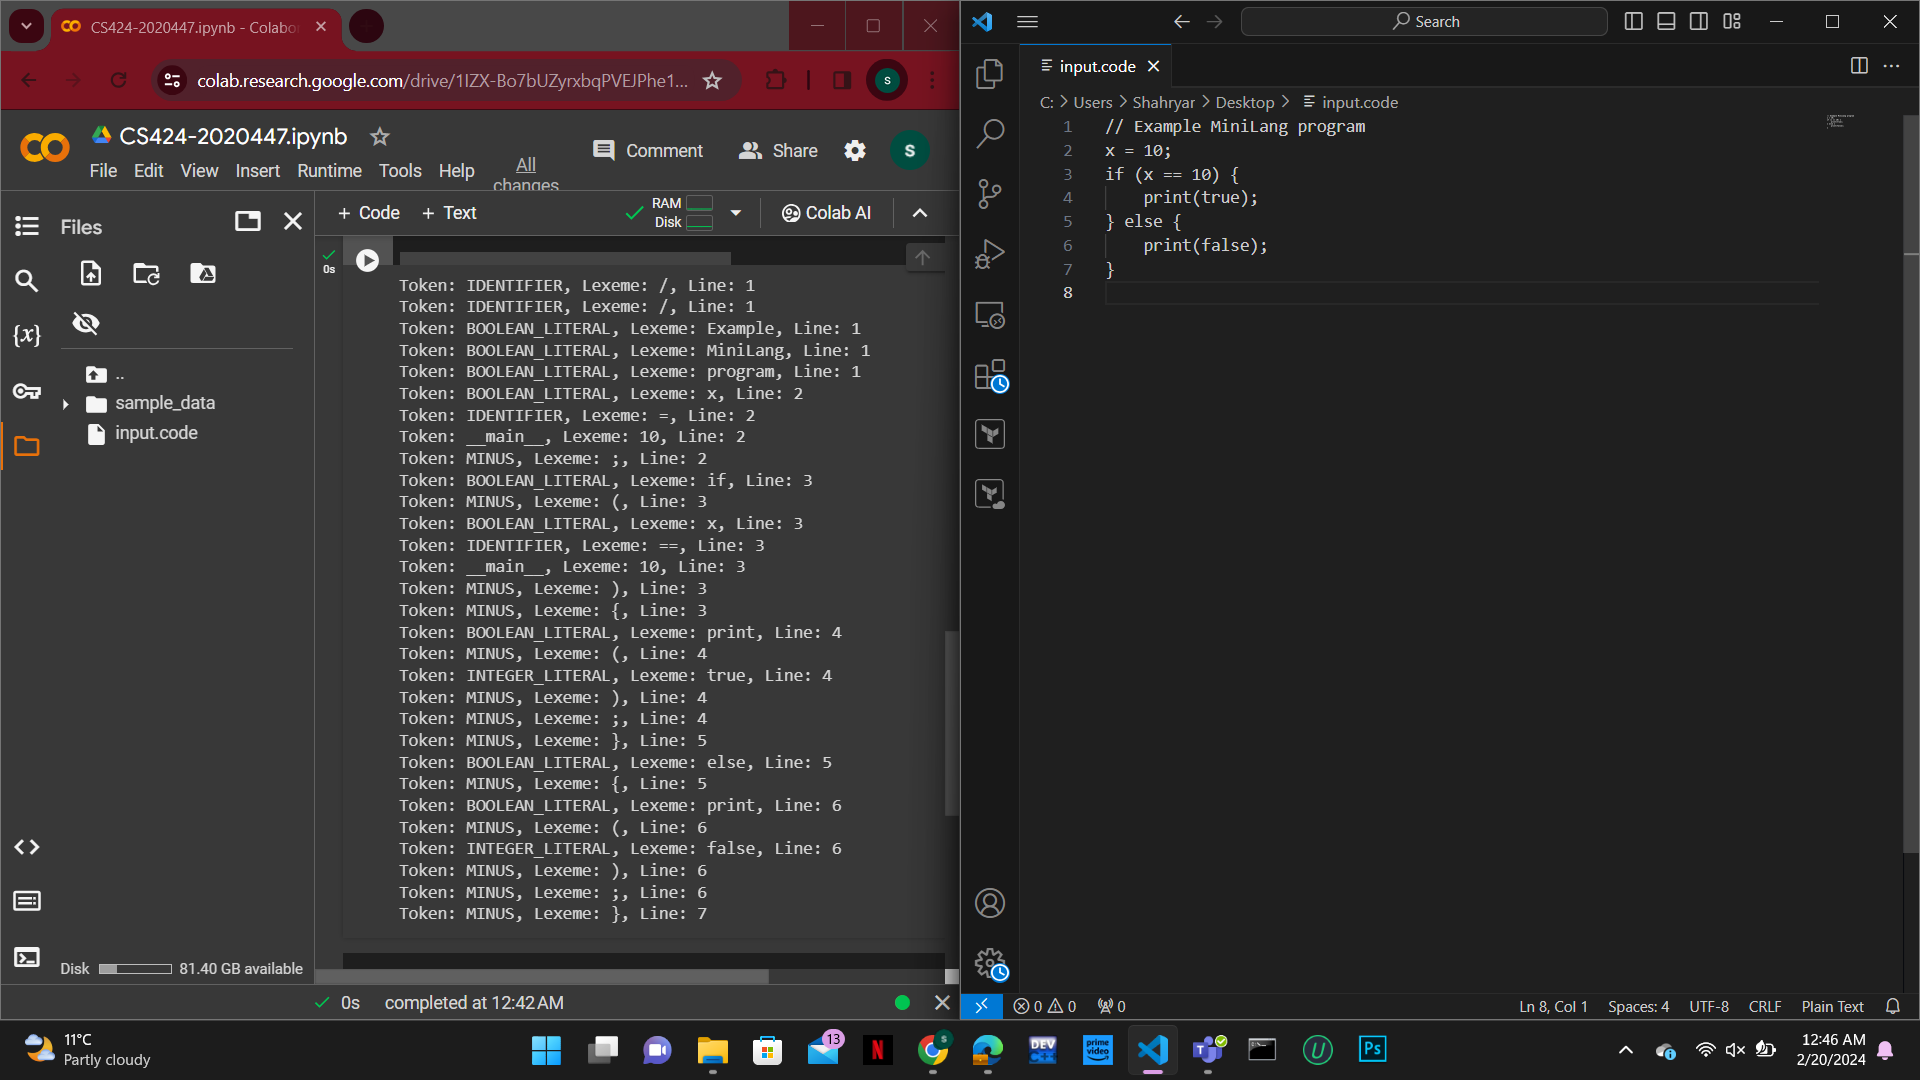 CS424-2020447.ipynb - Colabo
colab.research.google.com/drive/1IZX-Bo7bUZyrxbqPVEJPhe1...
S
CS424-2020447.ipynb
Comment
Share
S
File Edit View Insert Runtime Tools Help All changes
+ Code + Text
RAM
Disk
Colab AI
Files
{x}
..
sample_data
input.code
Disk 81.40 GB available
0s
Token: IDENTIFIER, Lexeme: /, Line: 1
Token: IDENTIFIER, Lexeme: /, Line: 1
Token: BOOLEAN_LITERAL, Lexeme: Example, Line: 1
Token: BOOLEAN_LITERAL, Lexeme: MiniLang, Line: 1
Token: BOOLEAN_LITERAL, Lexeme: program, Line: 1
Token: BOOLEAN_LITERAL, Lexeme: x, Line: 2
Token: IDENTIFIER, Lexeme: =, Line: 2
Token: __main__, Lexeme: 10, Line: 2
Token: MINUS, Lexeme: ;, Line: 2
Token: BOOLEAN_LITERAL, Lexeme: if, Line: 3
Token: MINUS, Lexeme: (, Line: 3
Token: BOOLEAN_LITERAL, Lexeme: x, Line: 3
Token: IDENTIFIER, Lexeme: ==, Line: 3
Token: __main__, Lexeme: 10, Line: 3
Token: MINUS, Lexeme: ), Line: 3
Token: MINUS, Lexeme: {, Line: 3
Token: BOOLEAN_LITERAL, Lexeme: print, Line: 4
Token: MINUS, Lexeme: (, Line: 4
Token: INTEGER_LITERAL, Lexeme: true, Line: 4
Token: MINUS, Lexeme: ), Line: 4
Token: MINUS, Lexeme: ;, Line: 4
Token: MINUS, Lexeme: }, Line: 5
Token: BOOLEAN_LITERAL, Lexeme: else, Line: 5
Token: MINUS, Lexeme: {, Line: 5
Token: BOOLEAN_LITERAL, Lexeme: print, Line: 6
Token: MINUS, Lexeme: (, Line: 6
Token: INTEGER_LITERAL, Lexeme: false, Line: 6
Token: MINUS, Lexeme: ), Line: 6
Token: MINUS, Lexeme: ;, Line: 6
Token: MINUS, Lexeme: }, Line: 7
0s completed at 12:42 AM
Search
input.code
C: > Users > Shahryar > Desktop > input.code
1 // Example MiniLang program
2 x = 10;
3 if (x == 10) {
4     print(true);
5 } else {
6     print(false);
7 }
8
0 0 0
Ln 8, Col 1 Spaces: 4 UTF-8 CRLF Plain Text
11°C
Partly cloudy
13
N
S
DEV C++
prime video
T
U
Ps
12:46 AM
2/20/2024